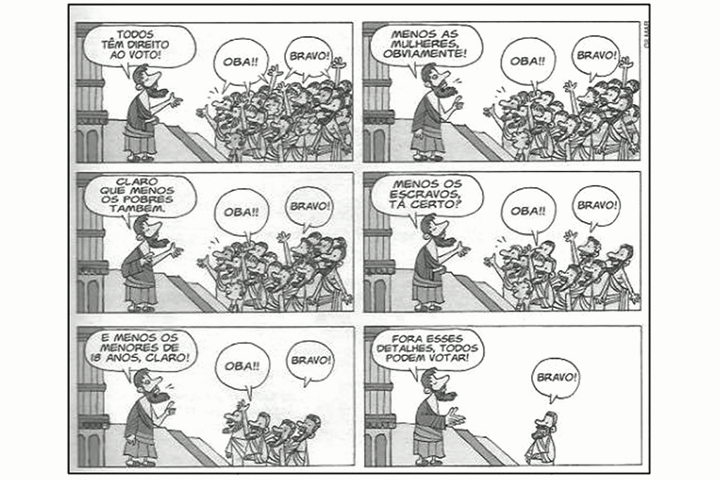 TODOS
TÊM DIREITO
AO VOTO!
OBA!!
BRAVO!
MENOS AS
MULHERES,
OBVIAMENTE!
OBA!!
BRAVO!
CLARO
QUE MENOS
OS POBRES
TAMBÉM.
OBA!!
BRAVO!
MENOS OS
ESCRAVOS,
TÁ CERTO?
OBA!!
BRAVO!
E MENOS OS
MENORES DE
18 ANOS, CLARO!
OBA!!
BRAVO!
FORA ESSES
DETALHES, TODOS
PODEM VOTAR!
BRAVO!